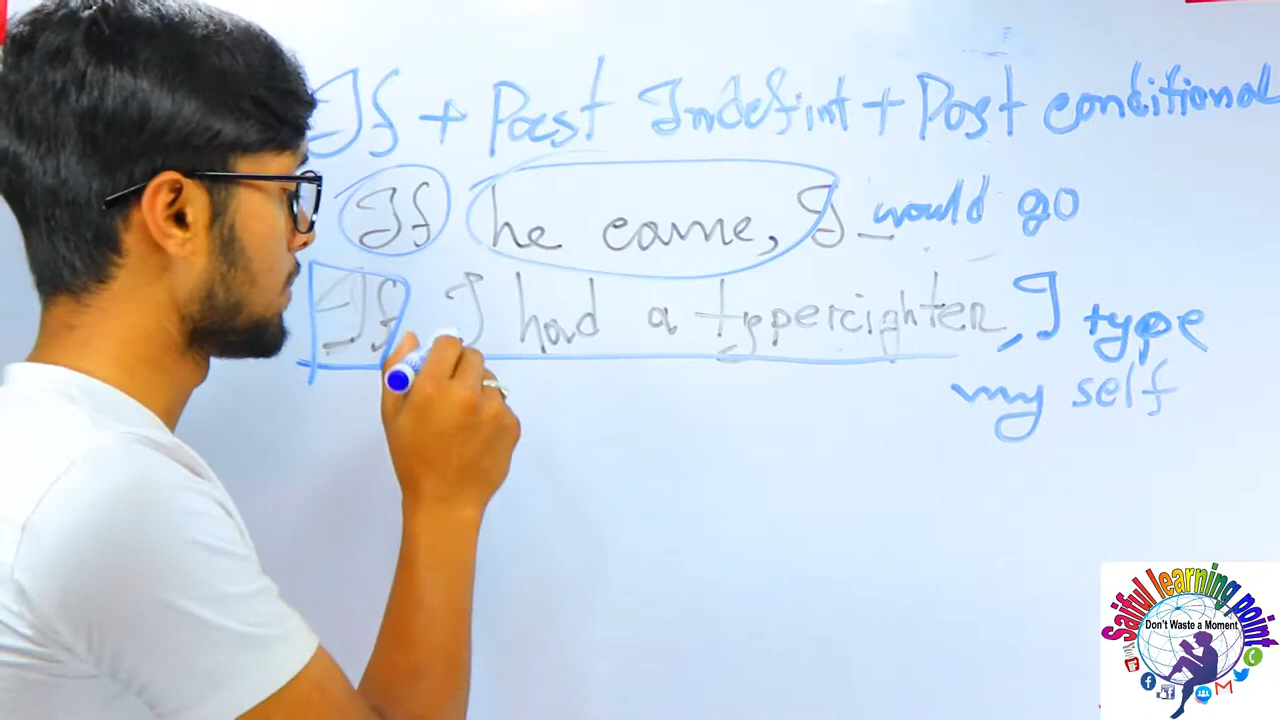 If + Past Indefint + Past conditional
If he came, I would go
If I had a typercighter, I type
my self
Saiful learning point
Don't Waste a Moment